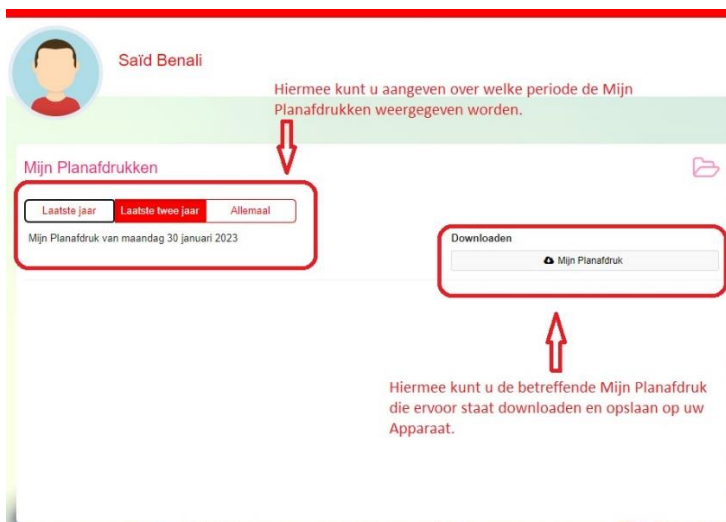 Saïd Benali
Hiermee kunt u aangeven over welke periode de Mijn
Planafdrukken weergegeven worden.
Mijn Planafdrukken
Laatste jaar Laatste twee jaar Allemaal
Mijn Planafdruk van maandag 30 januari 2023
Downloaden
Mijn Planafdruk
Hiermee kunt u de betreffende Mijn Planafdruk
die ervoor staat downloaden en opslaan op uw
Apparaat.